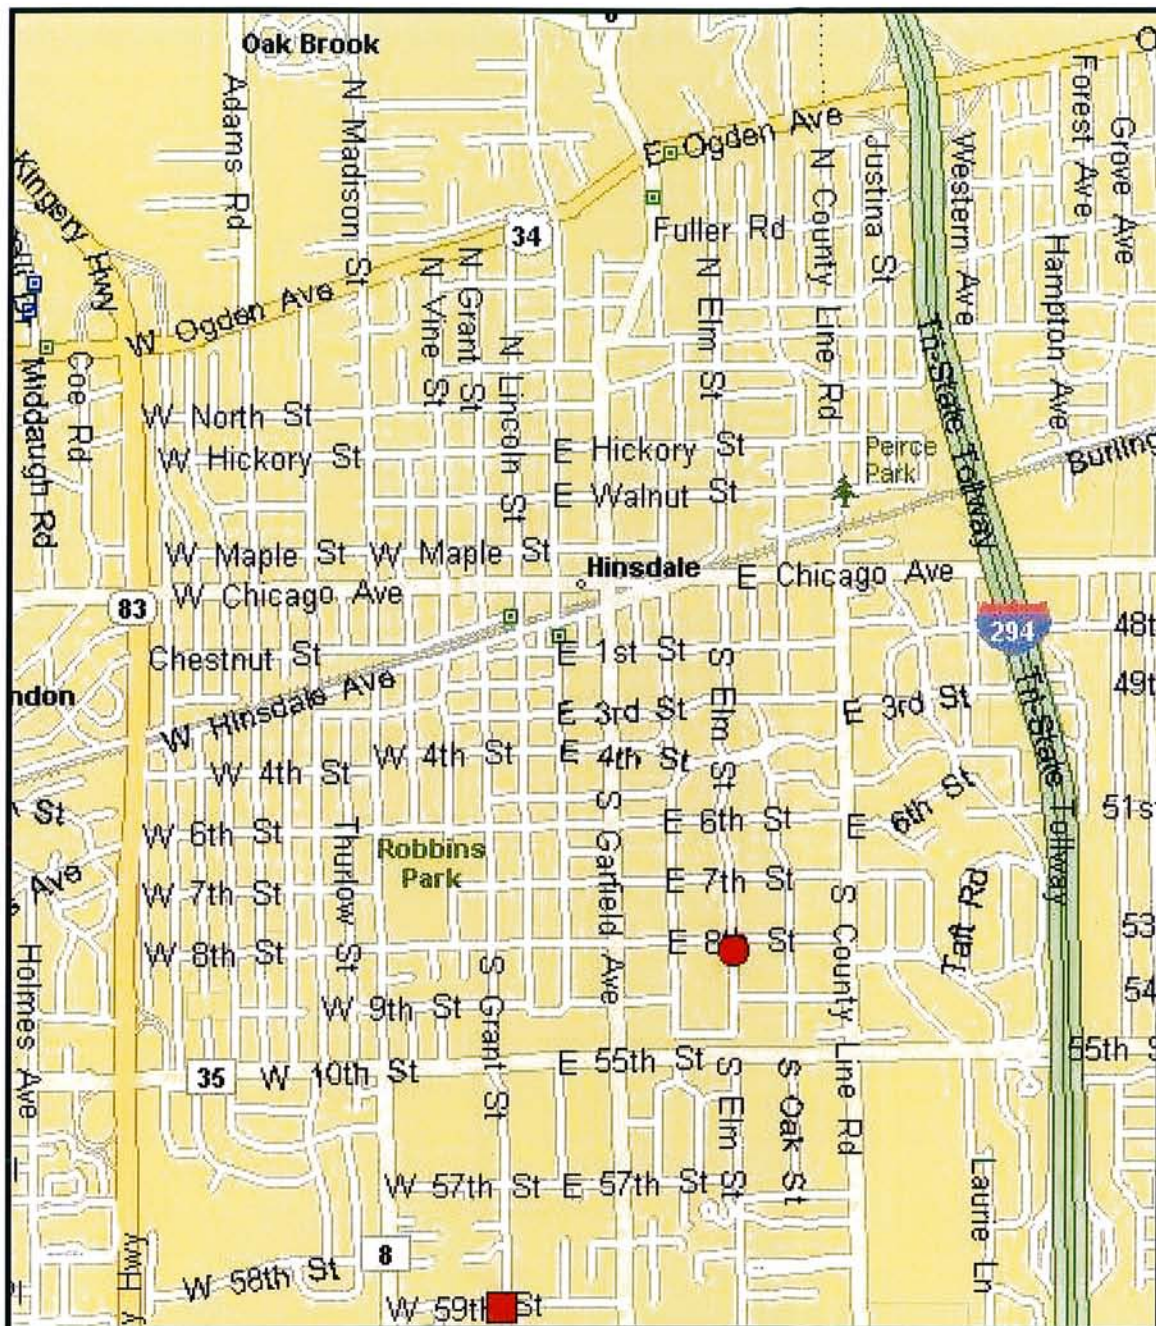 Oak Brook
Adams Rd
N Madison St
Kingery Hwy
E Ogden Ave
34
Fuller Rd
N County Line Rd
Justina St
Western Ave
Forest Ave
Grove Ave
Hampton Ave
W Ogden Ave
N Vine St
N Grant St
N Lincoln St
N Elm St
Tri-State Tollway
Middaugh Rd
Coe Rd
W North St
W Hickory St
E Hickory St
Peirce
Park
E Walnut St
Burling
W Maple St
W Maple St
Hinsdale
E Chicago Ave
W Chicago Ave
83
294
48t
Chestnut St
E 1st St
S Elm St
49t
ndon
W Hinsdale Ave
E 3rd St
E 3rd St
Tri-State Tollway
W 4th St
E 4th St
W 4th St
St
51s
W 6th St
Thurlow St
Robbins
Park
S Garfield Ave
E 6th St
E 6th St
Ave
W 7th St
E 7th St
S County Line Rd
Taft Rd
53
W 8th St
E 8th St
54
Holmes Ave
W 9th St
S Grant St
35
W 10th St
E 55th St
55th S
S Elm St
S Oak St
W 57th St
E 57th St
Laurie Ln
Hwy
8
W 58th St
W 59th St